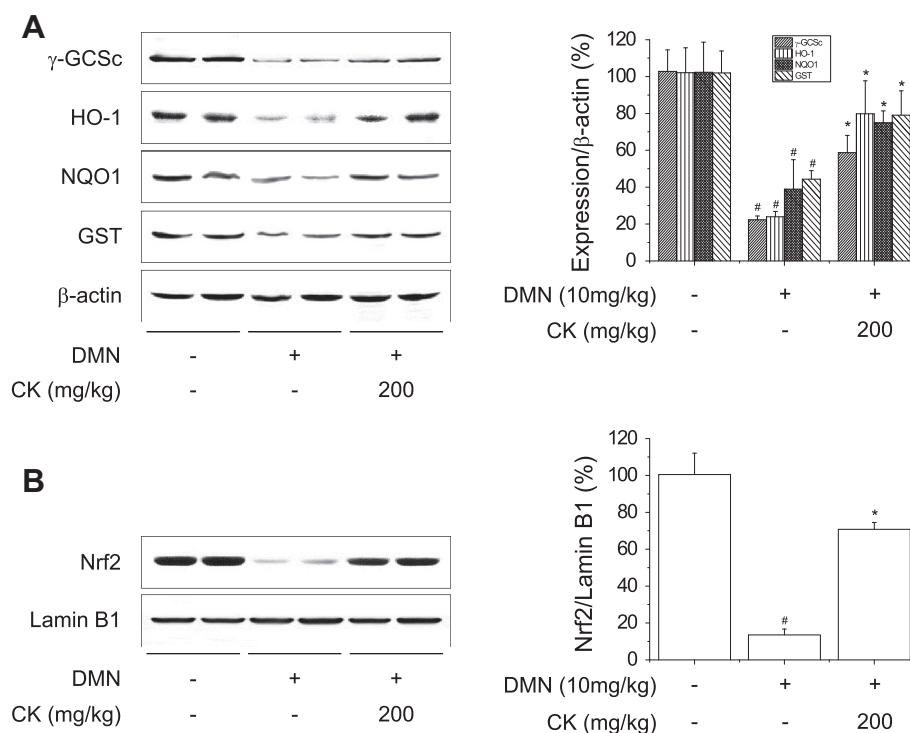 A
γ-GCSc
HO-1
NQO1
GST
β-actin
DMN - + +
CK (mg/kg) - - 200
Expression/β-actin (%)
120
100
80
60
40
20
0
γ-GCSc
HO-1
NQO1
GST
# # # #
* * * *
DMN (10mg/kg) - + +
CK (mg/kg) - - 200
B
Nrf2
Lamin B1
DMN - + +
CK (mg/kg) - - 200
Nrf2/Lamin B1 (%)
120
100
80
60
40
20
0
#
*
DMN (10mg/kg) - + +
CK (mg/kg) - - 200